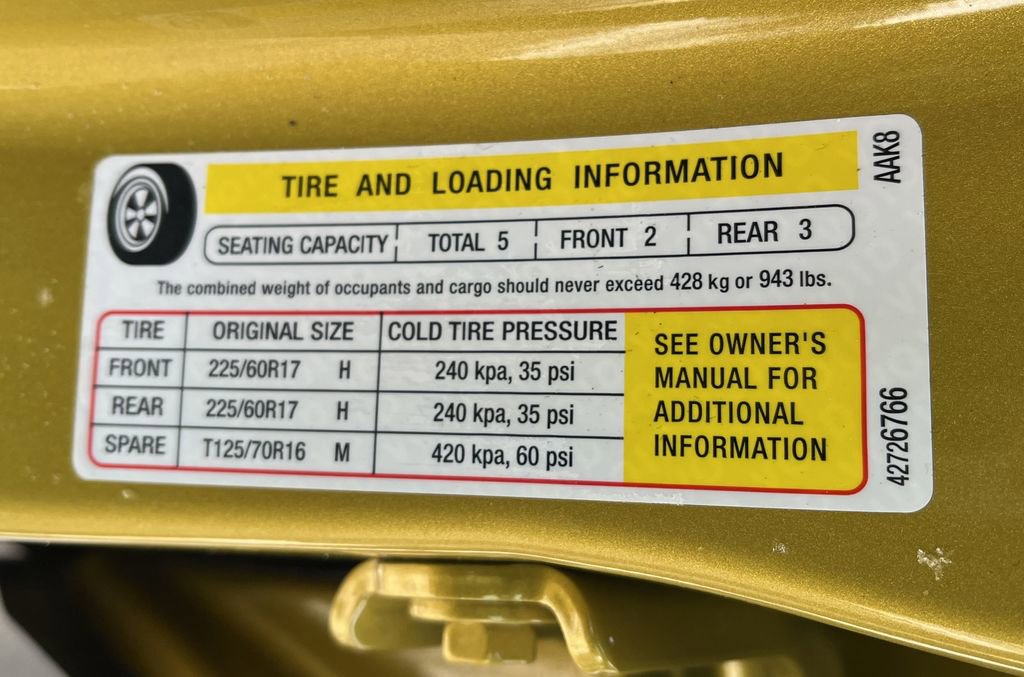 TIRE AND LOADING INFORMATION
AAK8
SEATING CAPACITY TOTAL 5 FRONT 2 REAR 3
The combined weight of occupants and cargo should never exceed 428 kg or 943 lbs.
TIRE ORIGINAL SIZE COLD TIRE PRESSURE
FRONT 225/60R17 H 240 kpa, 35 psi
REAR 225/60R17 H 240 kpa, 35 psi
SPARE T125/70R16 M 420 kpa, 60 psi
SEE OWNER'S
MANUAL FOR
ADDITIONAL
INFORMATION
42726766